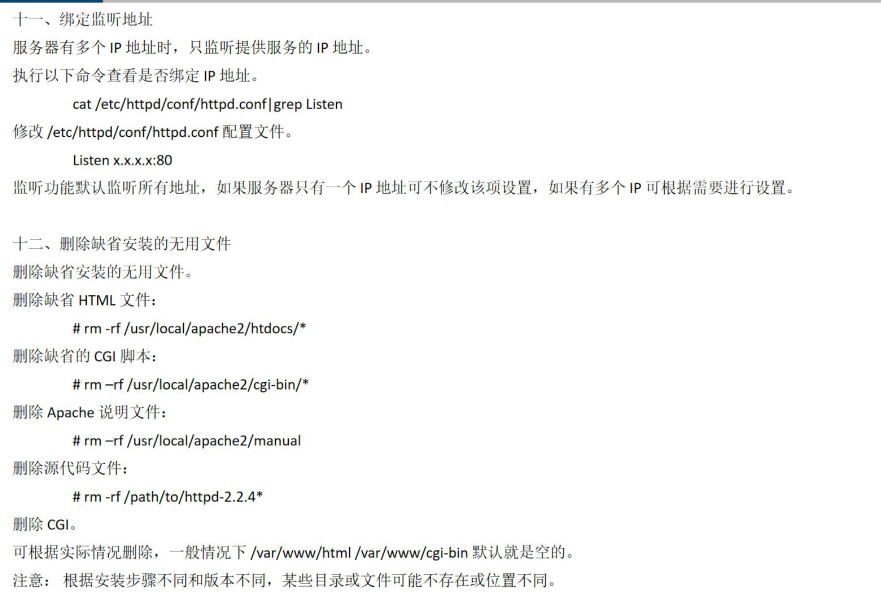 十一、绑定监听地址
服务器有多个 IP 地址时，只监听提供服务的 IP 地址。
执行以下命令查看是否绑定 IP 地址。
cat /etc/httpd/conf/httpd.conf|grep Listen
修改 /etc/httpd/conf/httpd.conf 配置文件。
Listen x.x.x.x:80
监听功能默认监听所有地址，如果服务器只有一个 IP 地址可不修改该项设置，如果有多个 IP 可根据需要进行设置。
十二、删除缺省安装的无用文件
删除缺省安装的无用文件。
删除缺省 HTML 文件：
# rm -rf /usr/local/apache2/htdocs/*
删除缺省的 CGI 脚本：
# rm –rf /usr/local/apache2/cgi-bin/*
删除 Apache 说明文件：
# rm –rf /usr/local/apache2/manual
删除源代码文件：
# rm -rf /path/to/httpd-2.2.4*
删除 CGI。
可根据实际情况删除，一般情况下 /var/www/html /var/www/cgi-bin 默认就是空的。
注意： 根据安装步骤不同和版本不同，某些目录或文件可能不存在或位置不同。